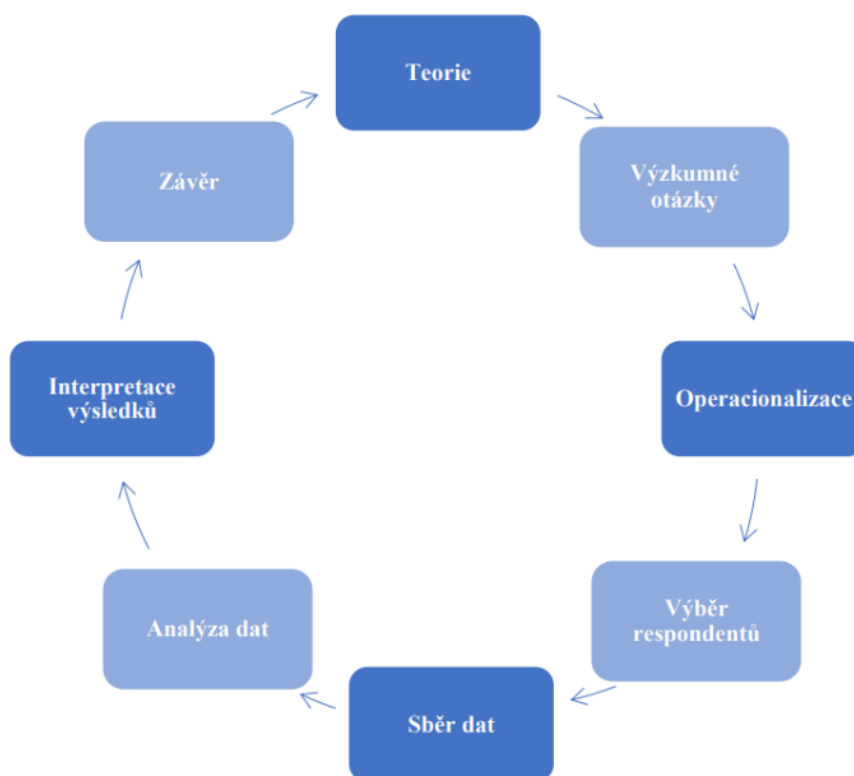 Teorie
Výzkumné
otázky
Operacionalizace
Výběr
respondentů
Sběr dat
Analýza dat
Interpretace
výsledků
Závěr